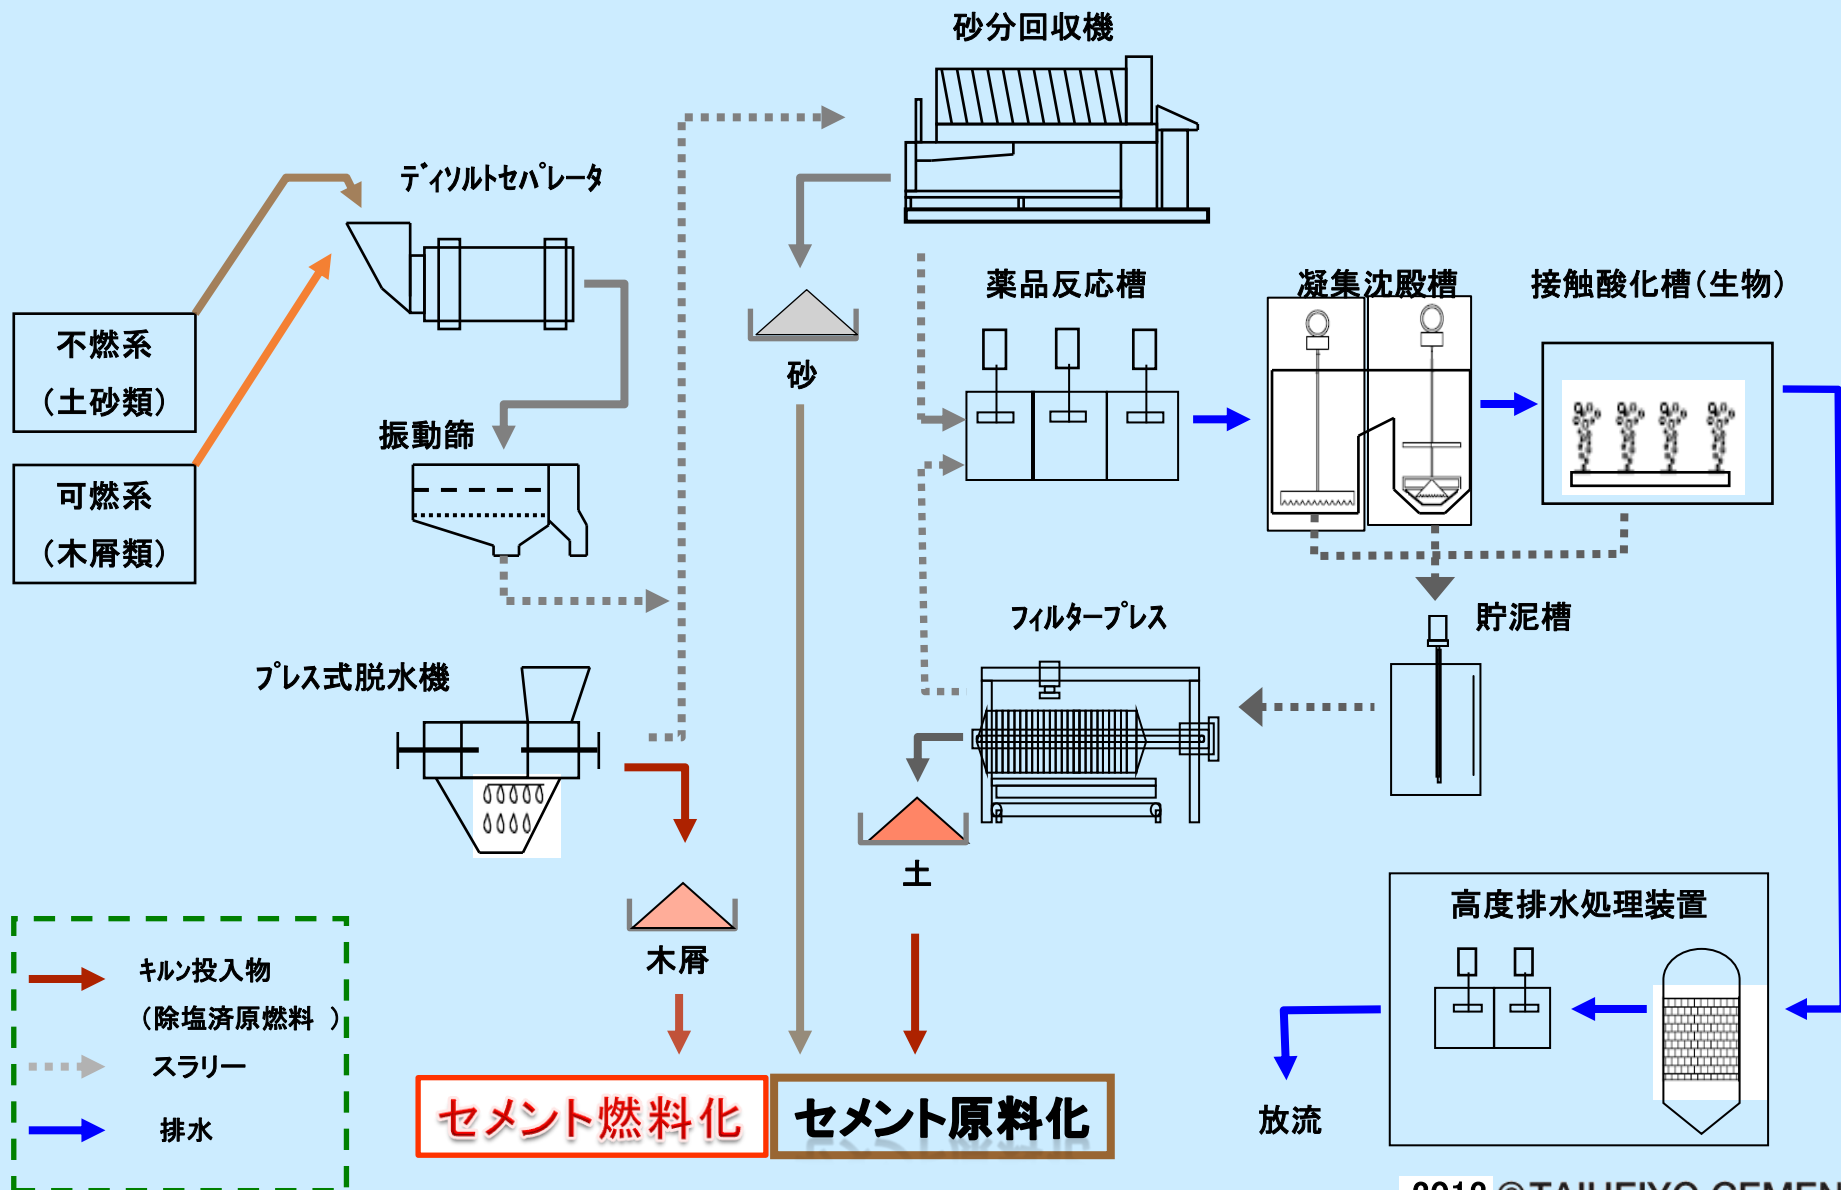 砂分回収機
ディソルトセパレータ
薬品反応槽
凝集沈殿槽
接触酸化槽（生物）
不燃系
（土砂類）
砂
振動篩
可燃系
（木屑類）
フィルタープレス
貯泥槽
プレス式脱水機
土
高度排水処理装置
木屑
キルン投入物
（除塩済原燃料 ）
スラリー
排水
セメント燃料化
セメント原料化
放流